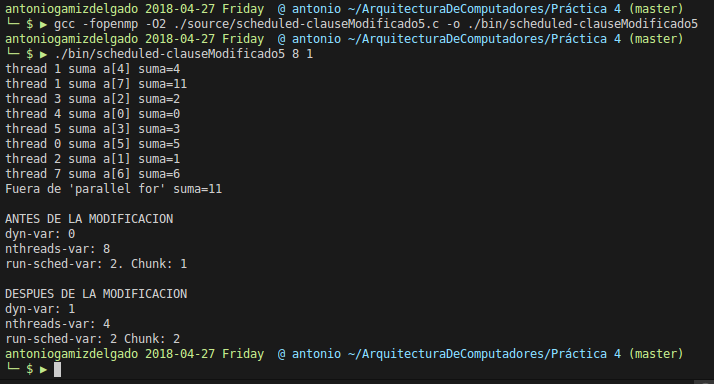 antoniogamizdelgado 2018-04-27 Friday  @ antonio ~/ArquitecturaDeComputadores/Práctica 4 (master)
└─ $ ▶ gcc -fopenmp -O2 ./source/scheduled-clauseModificado5.c -o ./bin/scheduled-clauseModificado5
antoniogamizdelgado 2018-04-27 Friday  @ antonio ~/ArquitecturaDeComputadores/Práctica 4 (master)
└─ $ ▶ ./bin/scheduled-clauseModificado5 8 1
thread 1 suma a[4] suma=4
thread 1 suma a[7] suma=11
thread 3 suma a[2] suma=2
thread 4 suma a[0] suma=0
thread 5 suma a[3] suma=3
thread 0 suma a[5] suma=5
thread 2 suma a[1] suma=1
thread 7 suma a[6] suma=6
Fuera de 'parallel for' suma=11

ANTES DE LA MODIFICACION
dyn-var: 0
nthreads-var: 8
run-sched-var: 2. Chunk: 1

DESPUES DE LA MODIFICACION
dyn-var: 1
nthreads-var: 4
run-sched-var: 2 Chunk: 2
antoniogamizdelgado 2018-04-27 Friday  @ antonio ~/ArquitecturaDeComputadores/Práctica 4 (master)
└─ $ ▶